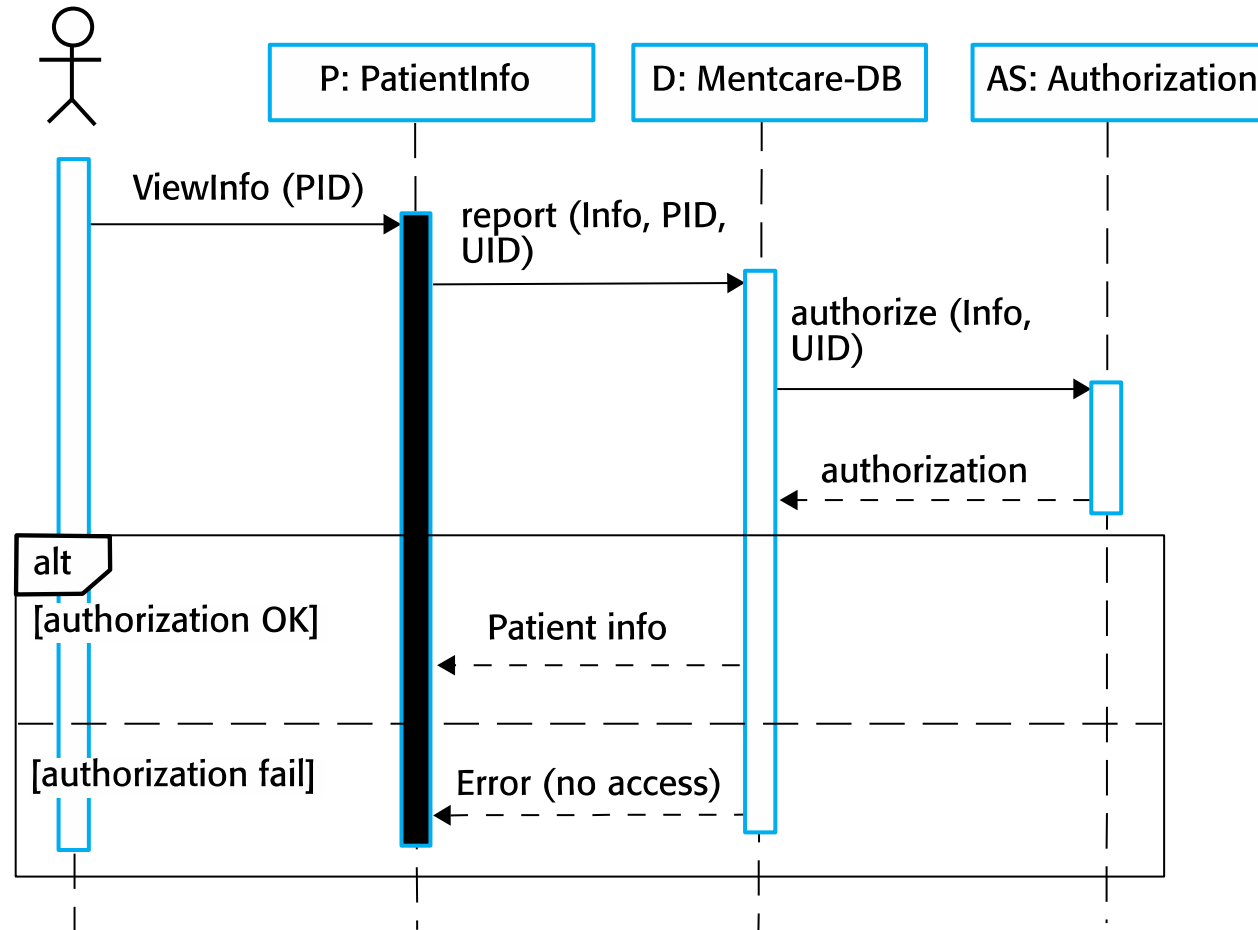 P: PatientInfo
D: Mentcare-DB
AS: Authorization
ViewInfo (PID)
report (Info, PID,
UID)
authorize (Info,
UID)
authorization
alt
[authorization OK]
Patient info
[authorization fail]
Error (no access)